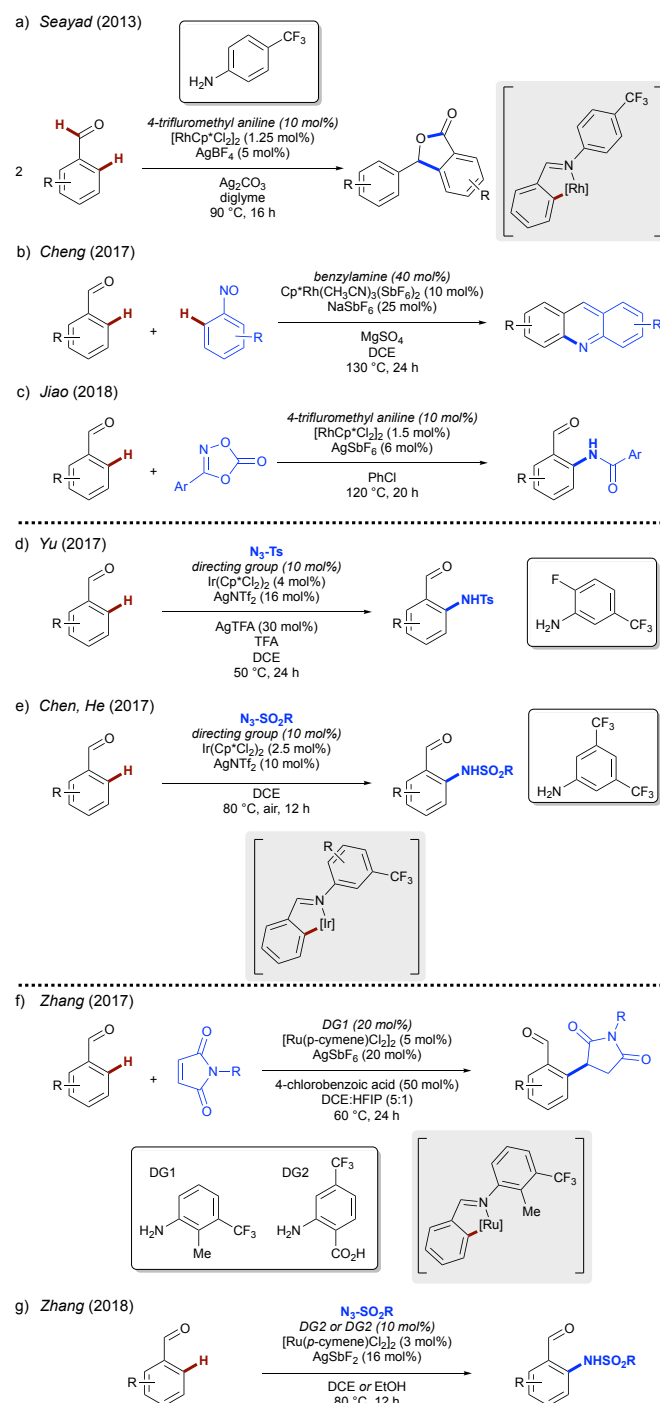 a) Seayad (2013)
CF3
H2N
4-trifluromethyl aniline (10 mol%)
[RhCp*Cl2]2 (1.25 mol%)
AgBF4 (5 mol%)
Ag2CO3
diglyme
90 °C, 16 h
2
H
O
H
R
O
O
R
R
CF3
N
[Rh]
b) Cheng (2017)
O
H
R
+
NO
H
R
benzylamine (40 mol%)
Cp*Rh(CH3CN)3(SbF6)2 (10 mol%)
NaSbF6 (25 mol%)
MgSO4
DCE
130 °C, 24 h
R
N
R
c) Jiao (2018)
O
H
R
+
N
O
O
O
Ar
4-trifluromethyl aniline (10 mol%)
[RhCp*Cl2]2 (1.5 mol%)
AgSbF6 (6 mol%)
PhCl
120 °C, 20 h
O
H
N
Ar
O
R
d) Yu (2017)
O
H
R
N3-Ts
directing group (10 mol%)
Ir(Cp*Cl2)2 (4 mol%)
AgNTf2 (16 mol%)
AgTFA (30 mol%)
TFA
DCE
50 °C, 24 h
O
NHTs
R
F
H2N
CF3
e) Chen, He (2017)
O
H
R
N3-SO2R
directing group (10 mol%)
Ir(Cp*Cl2)2 (2.5 mol%)
AgNTf2 (10 mol%)
DCE
80 °C, air, 12 h
O
NHSO2R
R
CF3
H2N
CF3
R
N
CF3
[Ir]
f) Zhang (2017)
O
H
R
+
O
N-R
O
DG1 (20 mol%)
[Ru(p-cymene)Cl2]2 (5 mol%)
AgSbF6 (20 mol%)
4-chlorobenzoic acid (50 mol%)
DCE:HFIP (5:1)
60 °C, 24 h
R
O
O
N
O
R
DG1
H2N
CF3
Me
DG2
CF3
H2N
CO2H
N
CF3
Me
[Ru]
g) Zhang (2018)
O
H
R
N3-SO2R
DG2 or DG2 (10 mol%)
[Ru(p-cymene)Cl2]2 (3 mol%)
AgSbF2 (16 mol%)
DCE or EtOH
80 °C, 12 h
O
NHSO2R
R